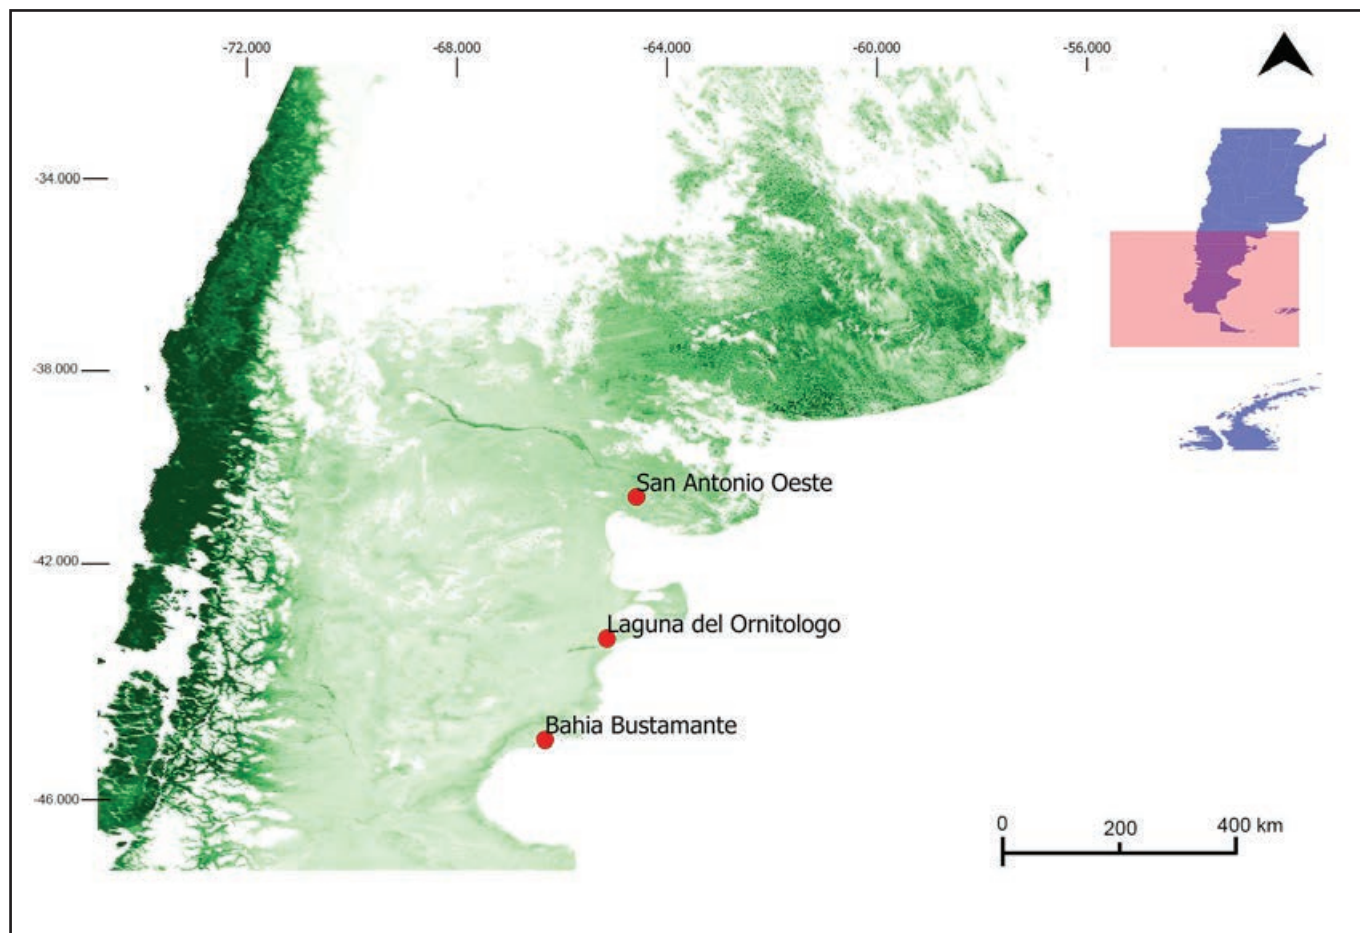 -72.000 -68.000 -64.000 -60.000 -56.000
-34.000
-38.000
San Antonio Oeste
-42.000
Laguna del Ornitologo
Bahia Bustamante
-46.000
0 200 400 km